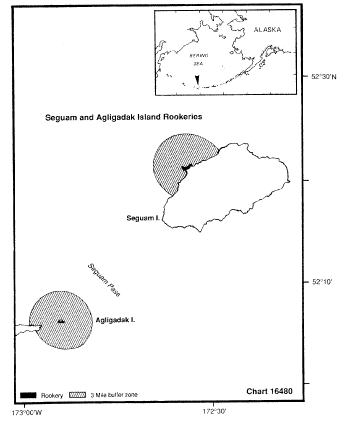 ALASKA
BERING
SEA
52°30'N
Seguam and Agligadak Island Rookeries
Seguam I.
Seguam Pass
52°10'
Agligadak I.
Rookery 3 Mile buffer zone
Chart 16480
173°00'W 172°30'